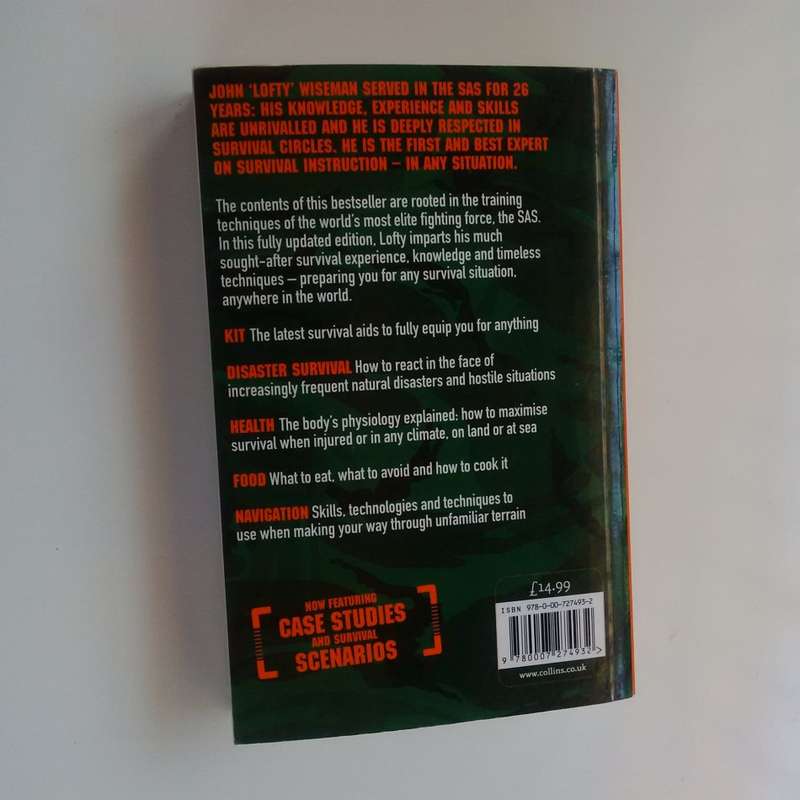 JOHN 'LOFTY' WISEMAN SERVED IN THE SAS FOR 26
YEARS: HIS KNOWLEDGE, EXPERIENCE AND SKILLS
ARE UNRIVALLED AND HE IS DEEPLY RESPECTED IN
SURVIVAL CIRCLES. HE IS THE FIRST AND BEST EXPERT
ON SURVIVAL INSTRUCTION – IN ANY SITUATION.
The contents of this bestseller are rooted in the training
techniques of the world's most elite fighting force, the SAS.
In this fully updated edition, Lofty imparts his much
sought-after survival experience, knowledge and timeless
techniques – preparing you for any survival situation,
anywhere in the world.
KIT The latest survival aids to fully equip you for anything
DISASTER SURVIVAL How to react in the face of
increasingly frequent natural disasters and hostile situations
HEALTH The body's physiology explained: how to maximise
survival when injured or in any climate, on land or at sea
FOOD What to eat, what to avoid and how to cook it
NAVIGATION Skills, technologies and techniques to
use when making your way through unfamiliar terrain
NOW FEATURING
CASE STUDIES
AND SURVIVAL
SCENARIOS
£14.99
ISBN 978-0-00-727493-2
9 780007 274932 >
www.collins.co.uk